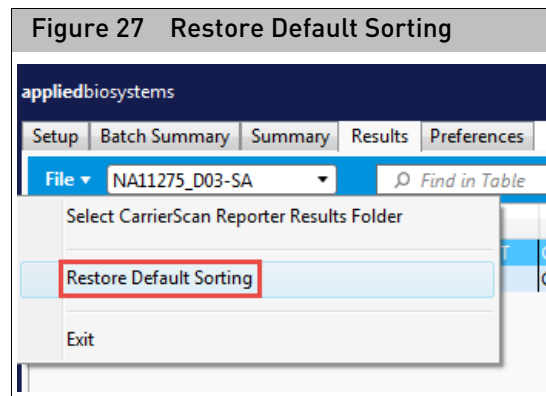 Figure 27 Restore Default Sorting
appliedbiosystems
Setup Batch Summary Summary Results Preferences
File NA11275_D03-SA Find in Table
Select CarrierScan Reporter Results Folder
T
Restore Default Sorting
Exit